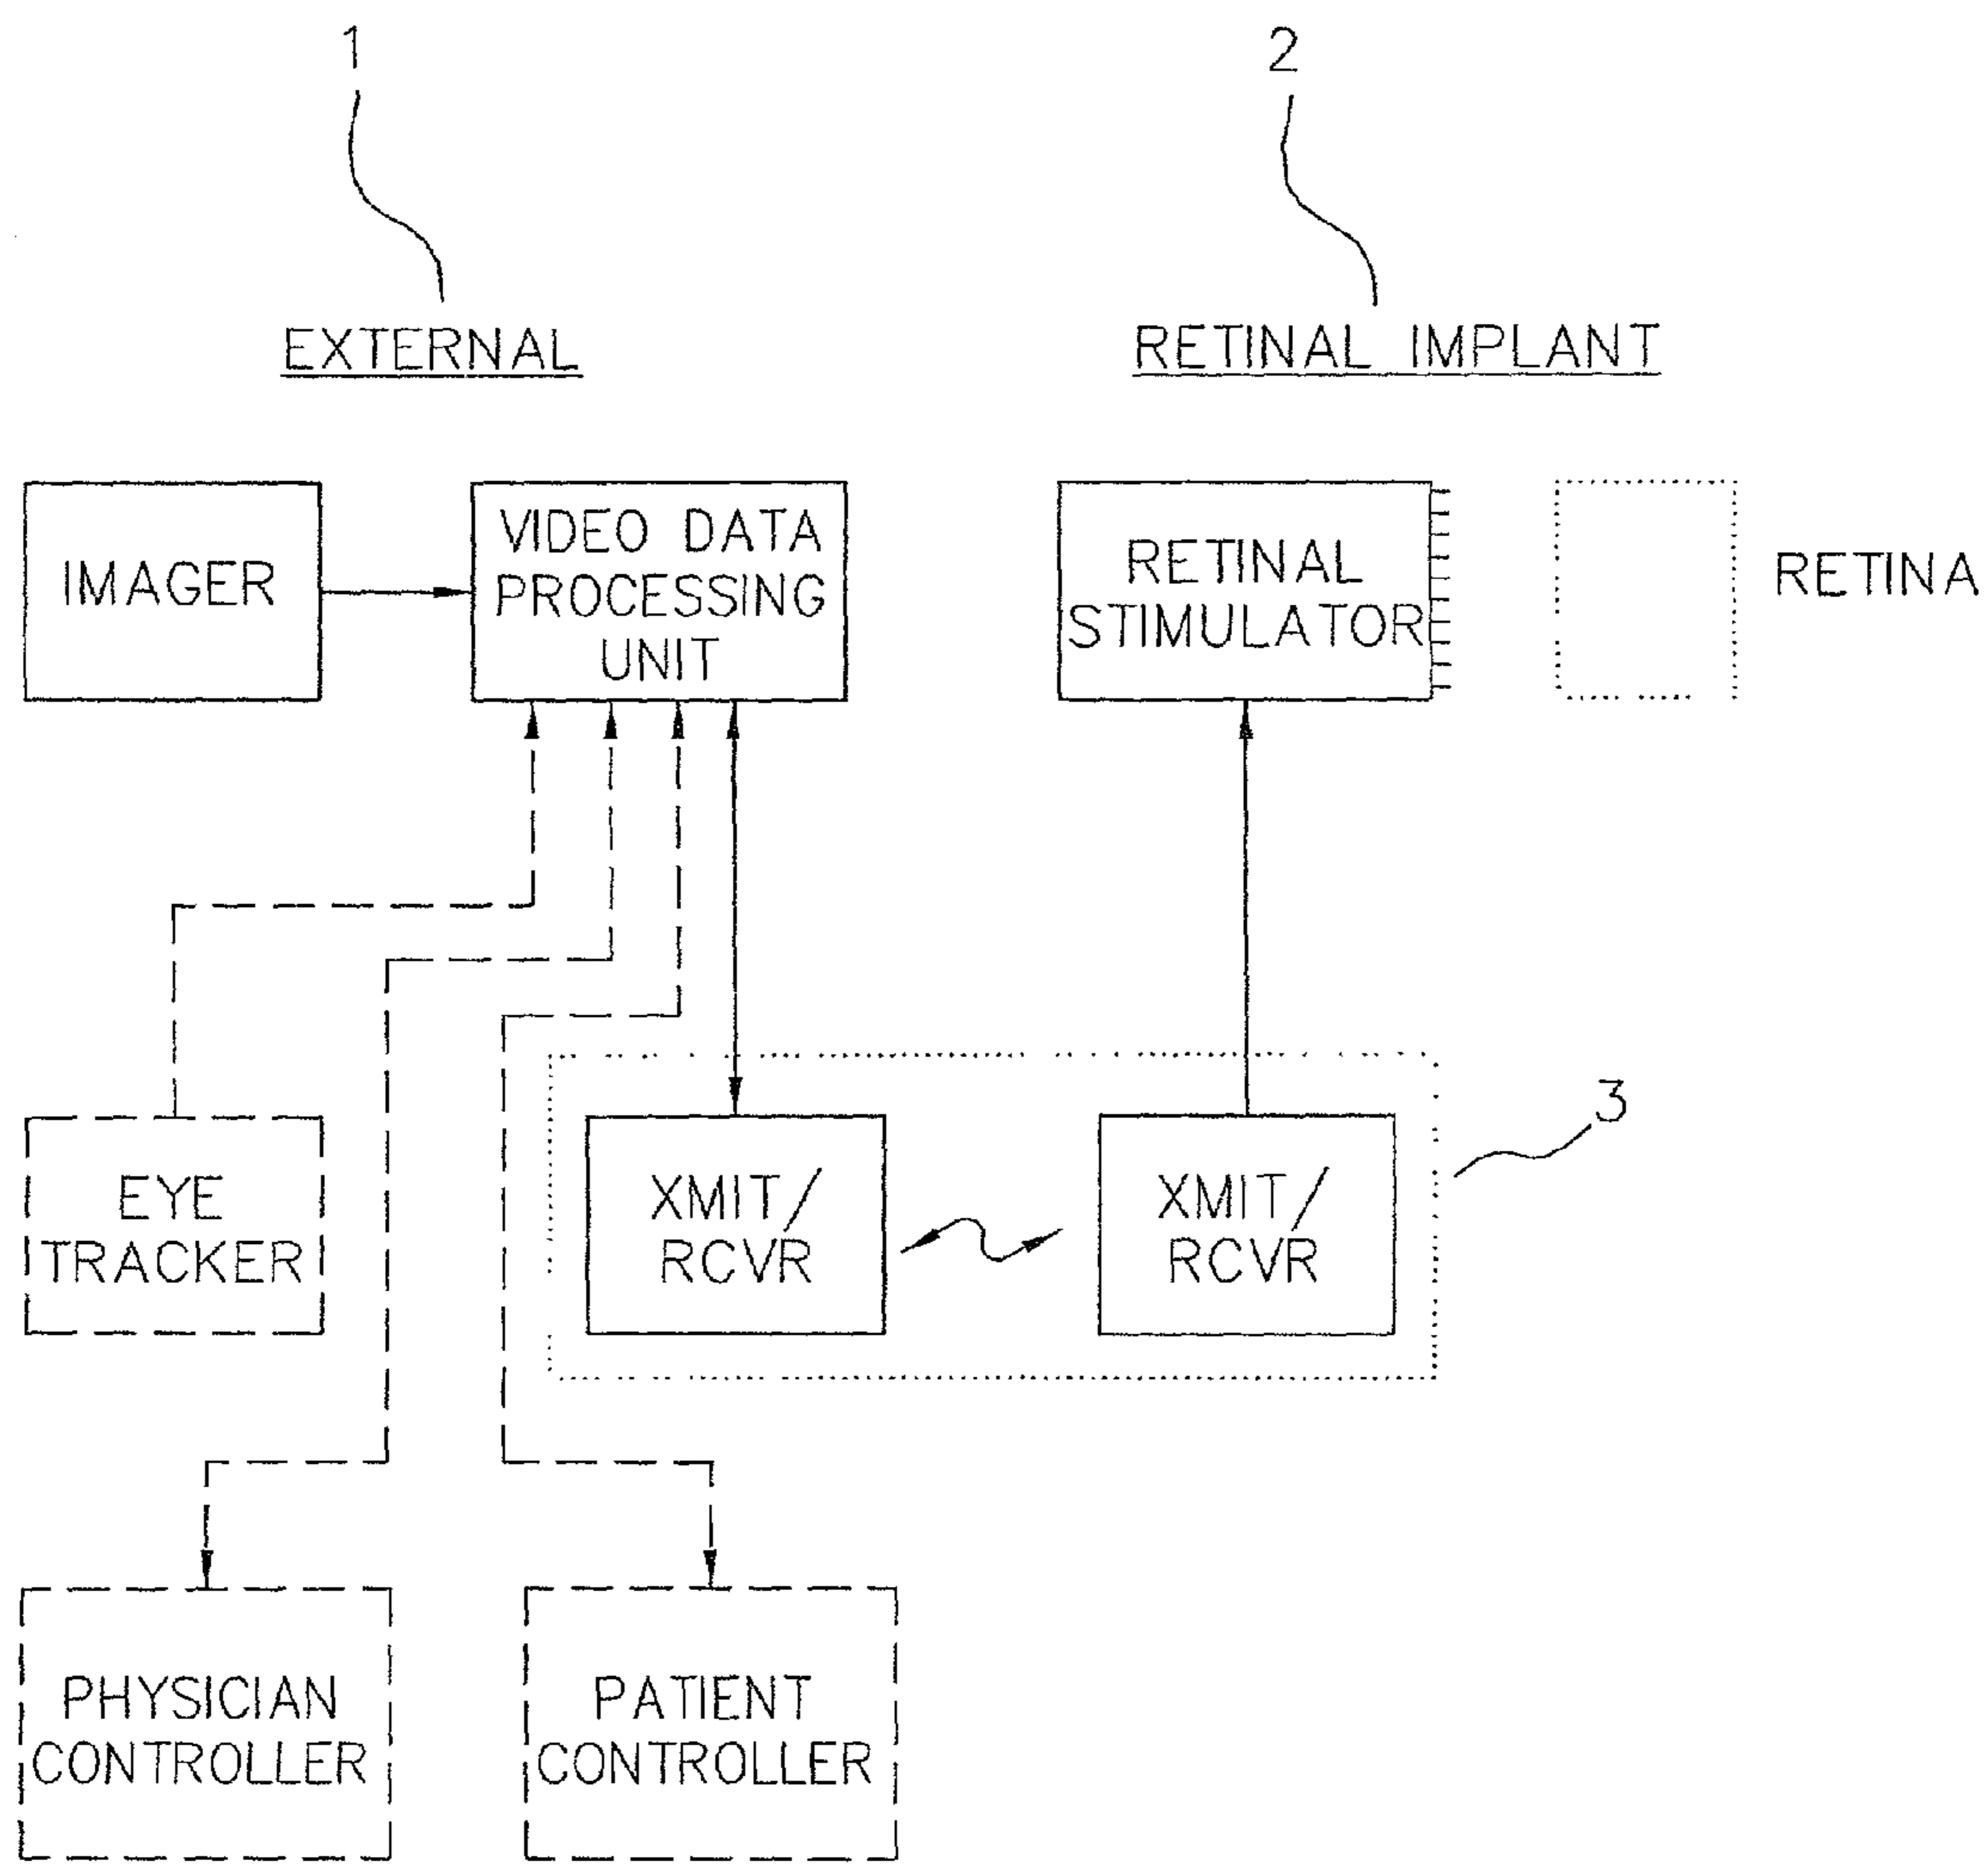 1
2
EXTERNAL
RETINAL IMPLANT
IMAGER
VIDEO DATA
PROCESSING
UNIT
RETINAL
STIMULATOR
RETINA
3
EYE
TRACKER
XMIT/
RCVR
XMIT/
RCVR
PHYSICIAN
CONTROLLER
PATIENT
CONTROLLER